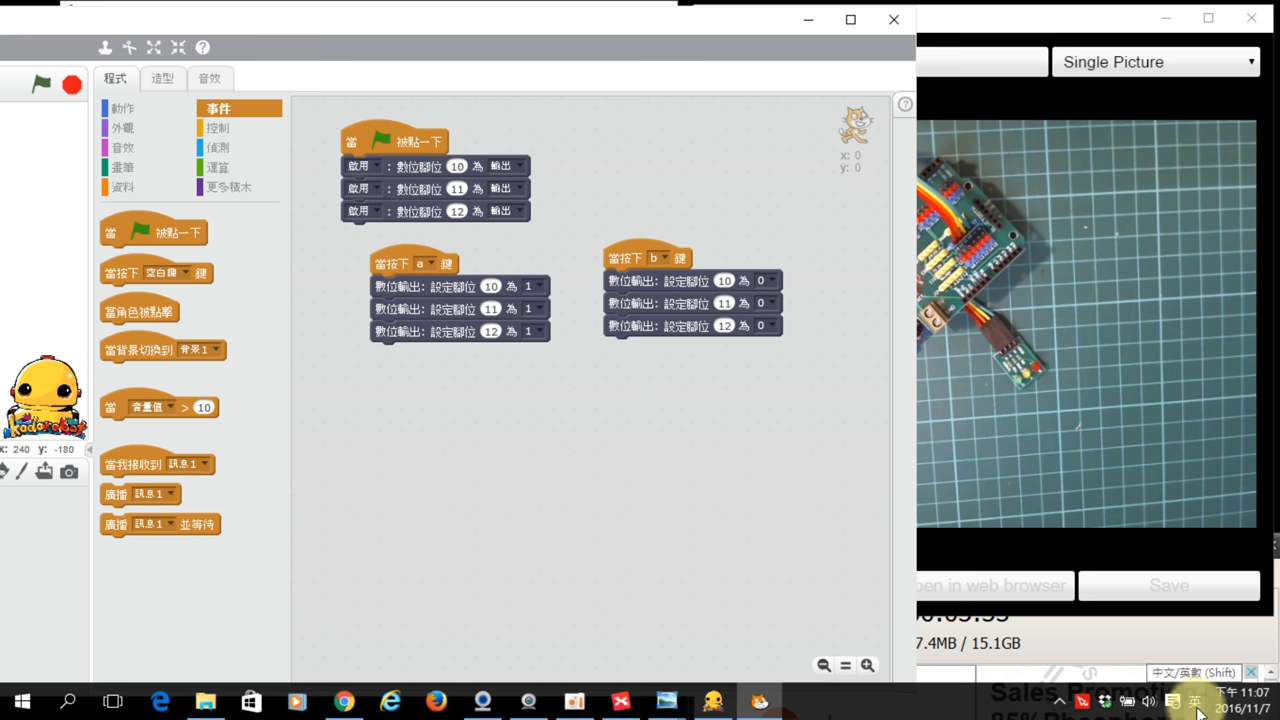 Single Picture
程式
造型
音效
動作
事件
外觀
控制
音效
偵測
畫筆
運算
資料
更多積木
當 被點一下
當按下 空白鍵 鍵
當角色被點擊
當背景切換到 背景1
當 音量值 > 10
當我接收到 訊息1
廣播 訊息1
廣播 訊息1 並等待
x: 240 y: -180
當 被點一下
啟用 : 數位腳位 10 為 輸出
啟用 : 數位腳位 11 為 輸出
啟用 : 數位腳位 12 為 輸出
當按下 a 鍵
數位輸出: 設定腳位 10 為 1
數位輸出: 設定腳位 11 為 1
數位輸出: 設定腳位 12 為 1
當按下 b 鍵
數位輸出: 設定腳位 10 為 0
數位輸出: 設定腳位 11 為 0
數位輸出: 設定腳位 12 為 0
x: 0
y: 0
pen in web browser
Save
7.4MB / 15.1GB
中文/英數 (Shift)
英
下午 11:07
2016/11/7